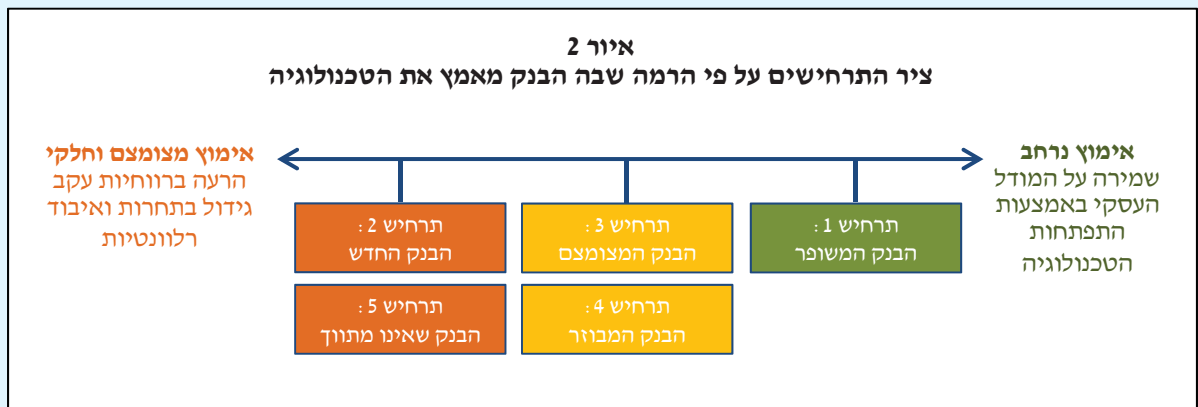 איור 2
ציר התרחישים על פי הרמה שבה הבנק מאמץ את הטכנולוגיה
אימוץ נרחב
שמירה על המודל
העסקי באמצעות
התפתחות
הטכנולוגיה
אימוץ מצומצם וחלקי
הרעה ברווחיות עקב
גידול בתחרות ואיבוד
רלוונטיות
תרחיש 1:
הבנק המשופר
תרחיש 3:
הבנק המצומצם
תרחיש 2:
הבנק החדש
תרחיש 4:
הבנק המבוזר
תרחיש 5:
הבנק שאינו מתווך